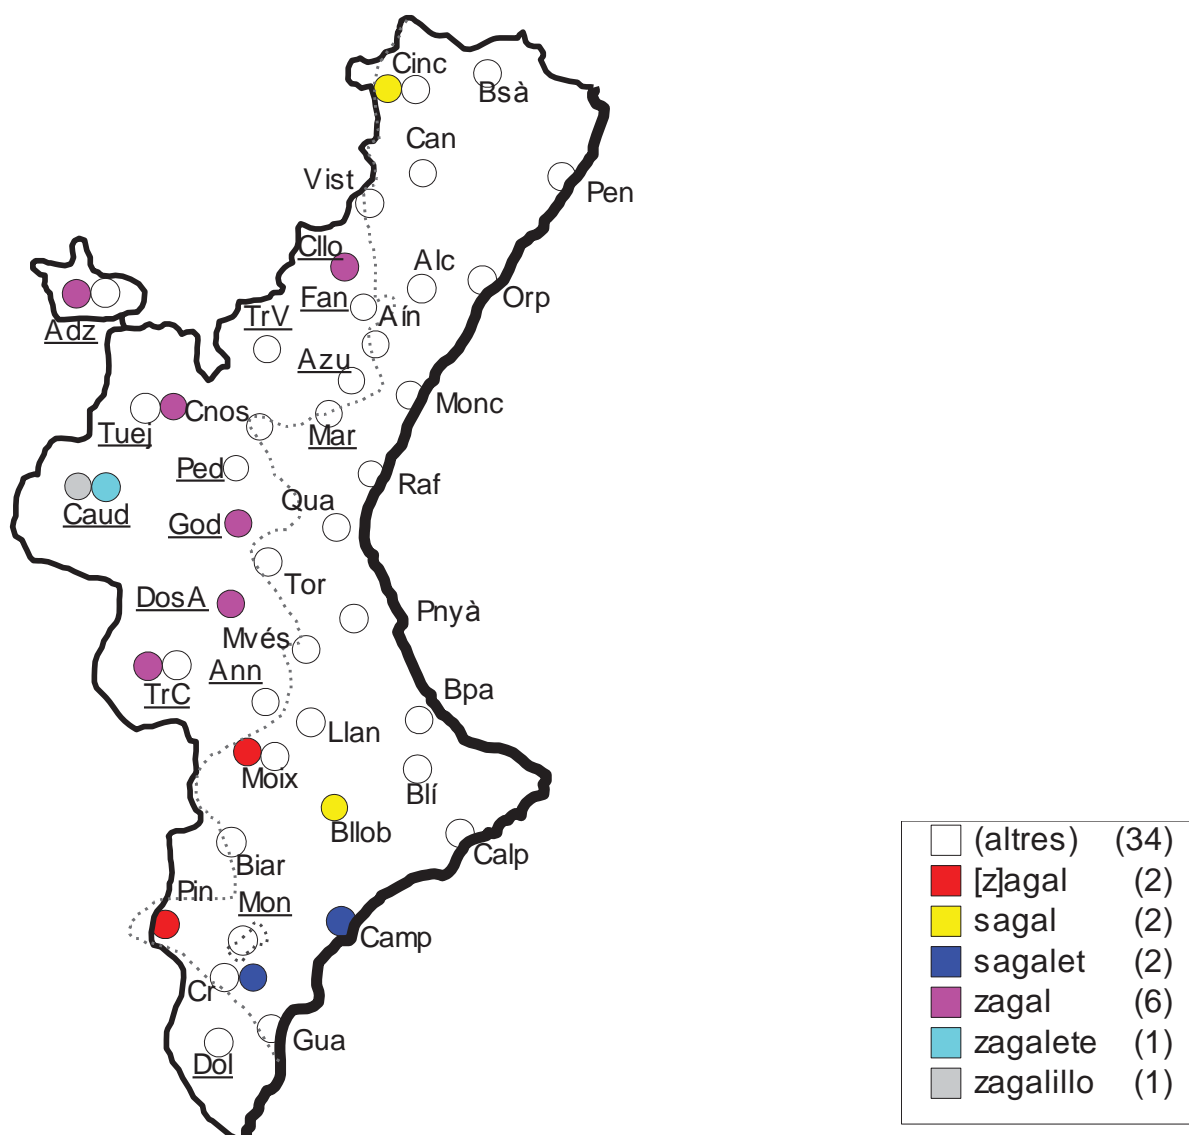 Cinc
Bsà
Can
Vist
Pen
Cllo
Alc
Fan
Orp
Adz
TrV
Aín
Azu
Monc
Cnos
Tuej
Mar
Ped
Raf
Caud
Qua
God
Tor
DosA
Pnyà
Mvés
Ann
TrC
Bpa
Llan
Moix
Blí
Bllob
Calp
Biar
Pin
Mon
Camp
Cr
Gua
Dol
(altres) (34)
[z]agal (2)
sagal (2)
sagalet (2)
zagal (6)
zagalete (1)
zagalillo (1)